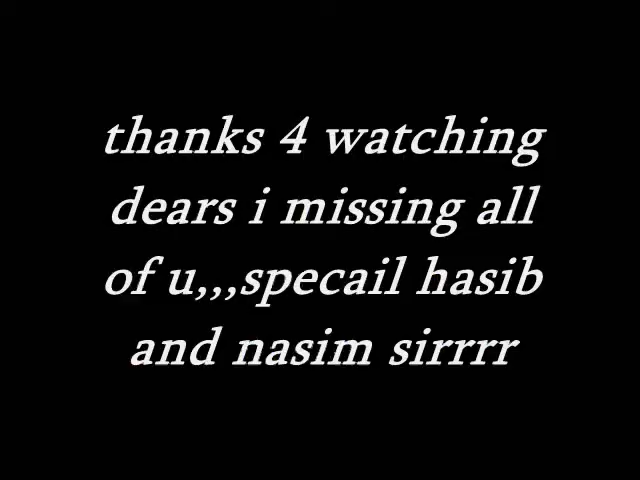 thanks 4 watching
dears i missing all
of u,,,specail hasib
and nasim sirrrr